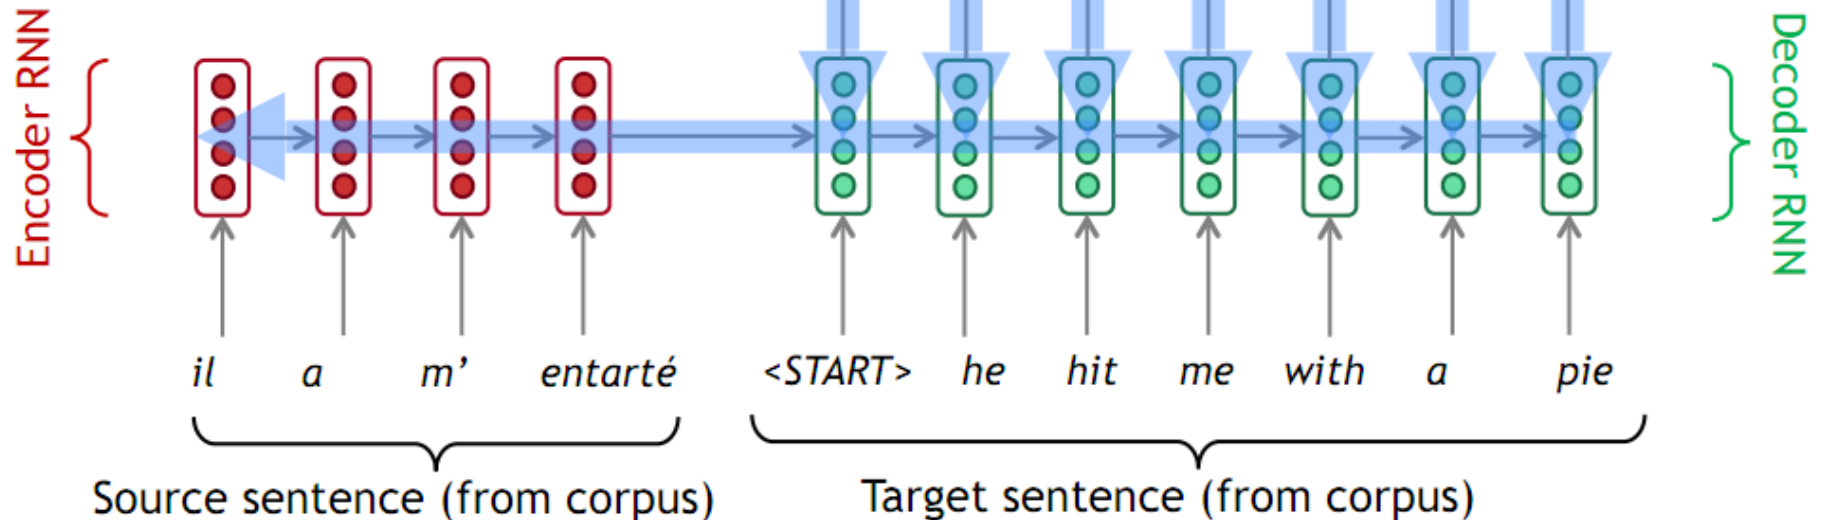 Encoder RNN
Decoder RNN
il a m’ entarté <START> he hit me with a pie
Source sentence (from corpus) Target sentence (from corpus)